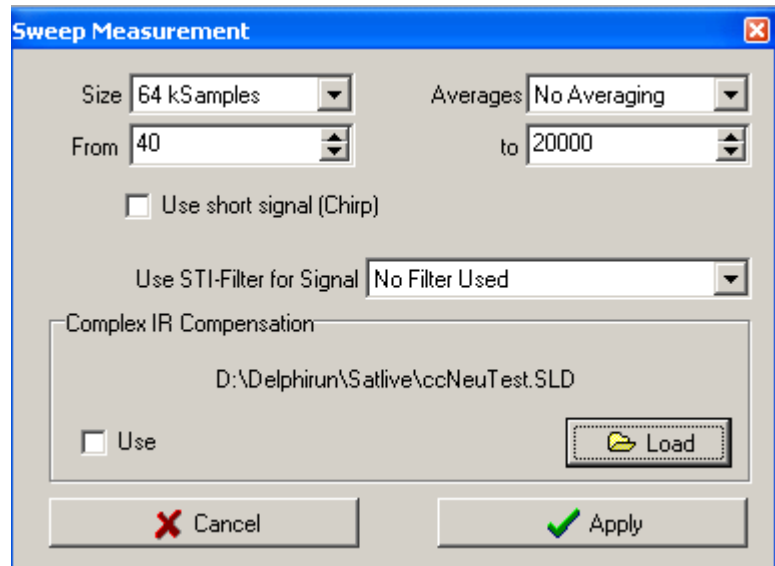 Sweep Measurement
Size 64 kSamples Averages No Averaging
From 40 to 20000
Use short signal (Chirp)
Use STI-Filter for Signal No Filter Used
Complex IR Compensation
D:\Delphirun\Satlive\ccNeuTest.SLD
Use Load
Cancel Apply